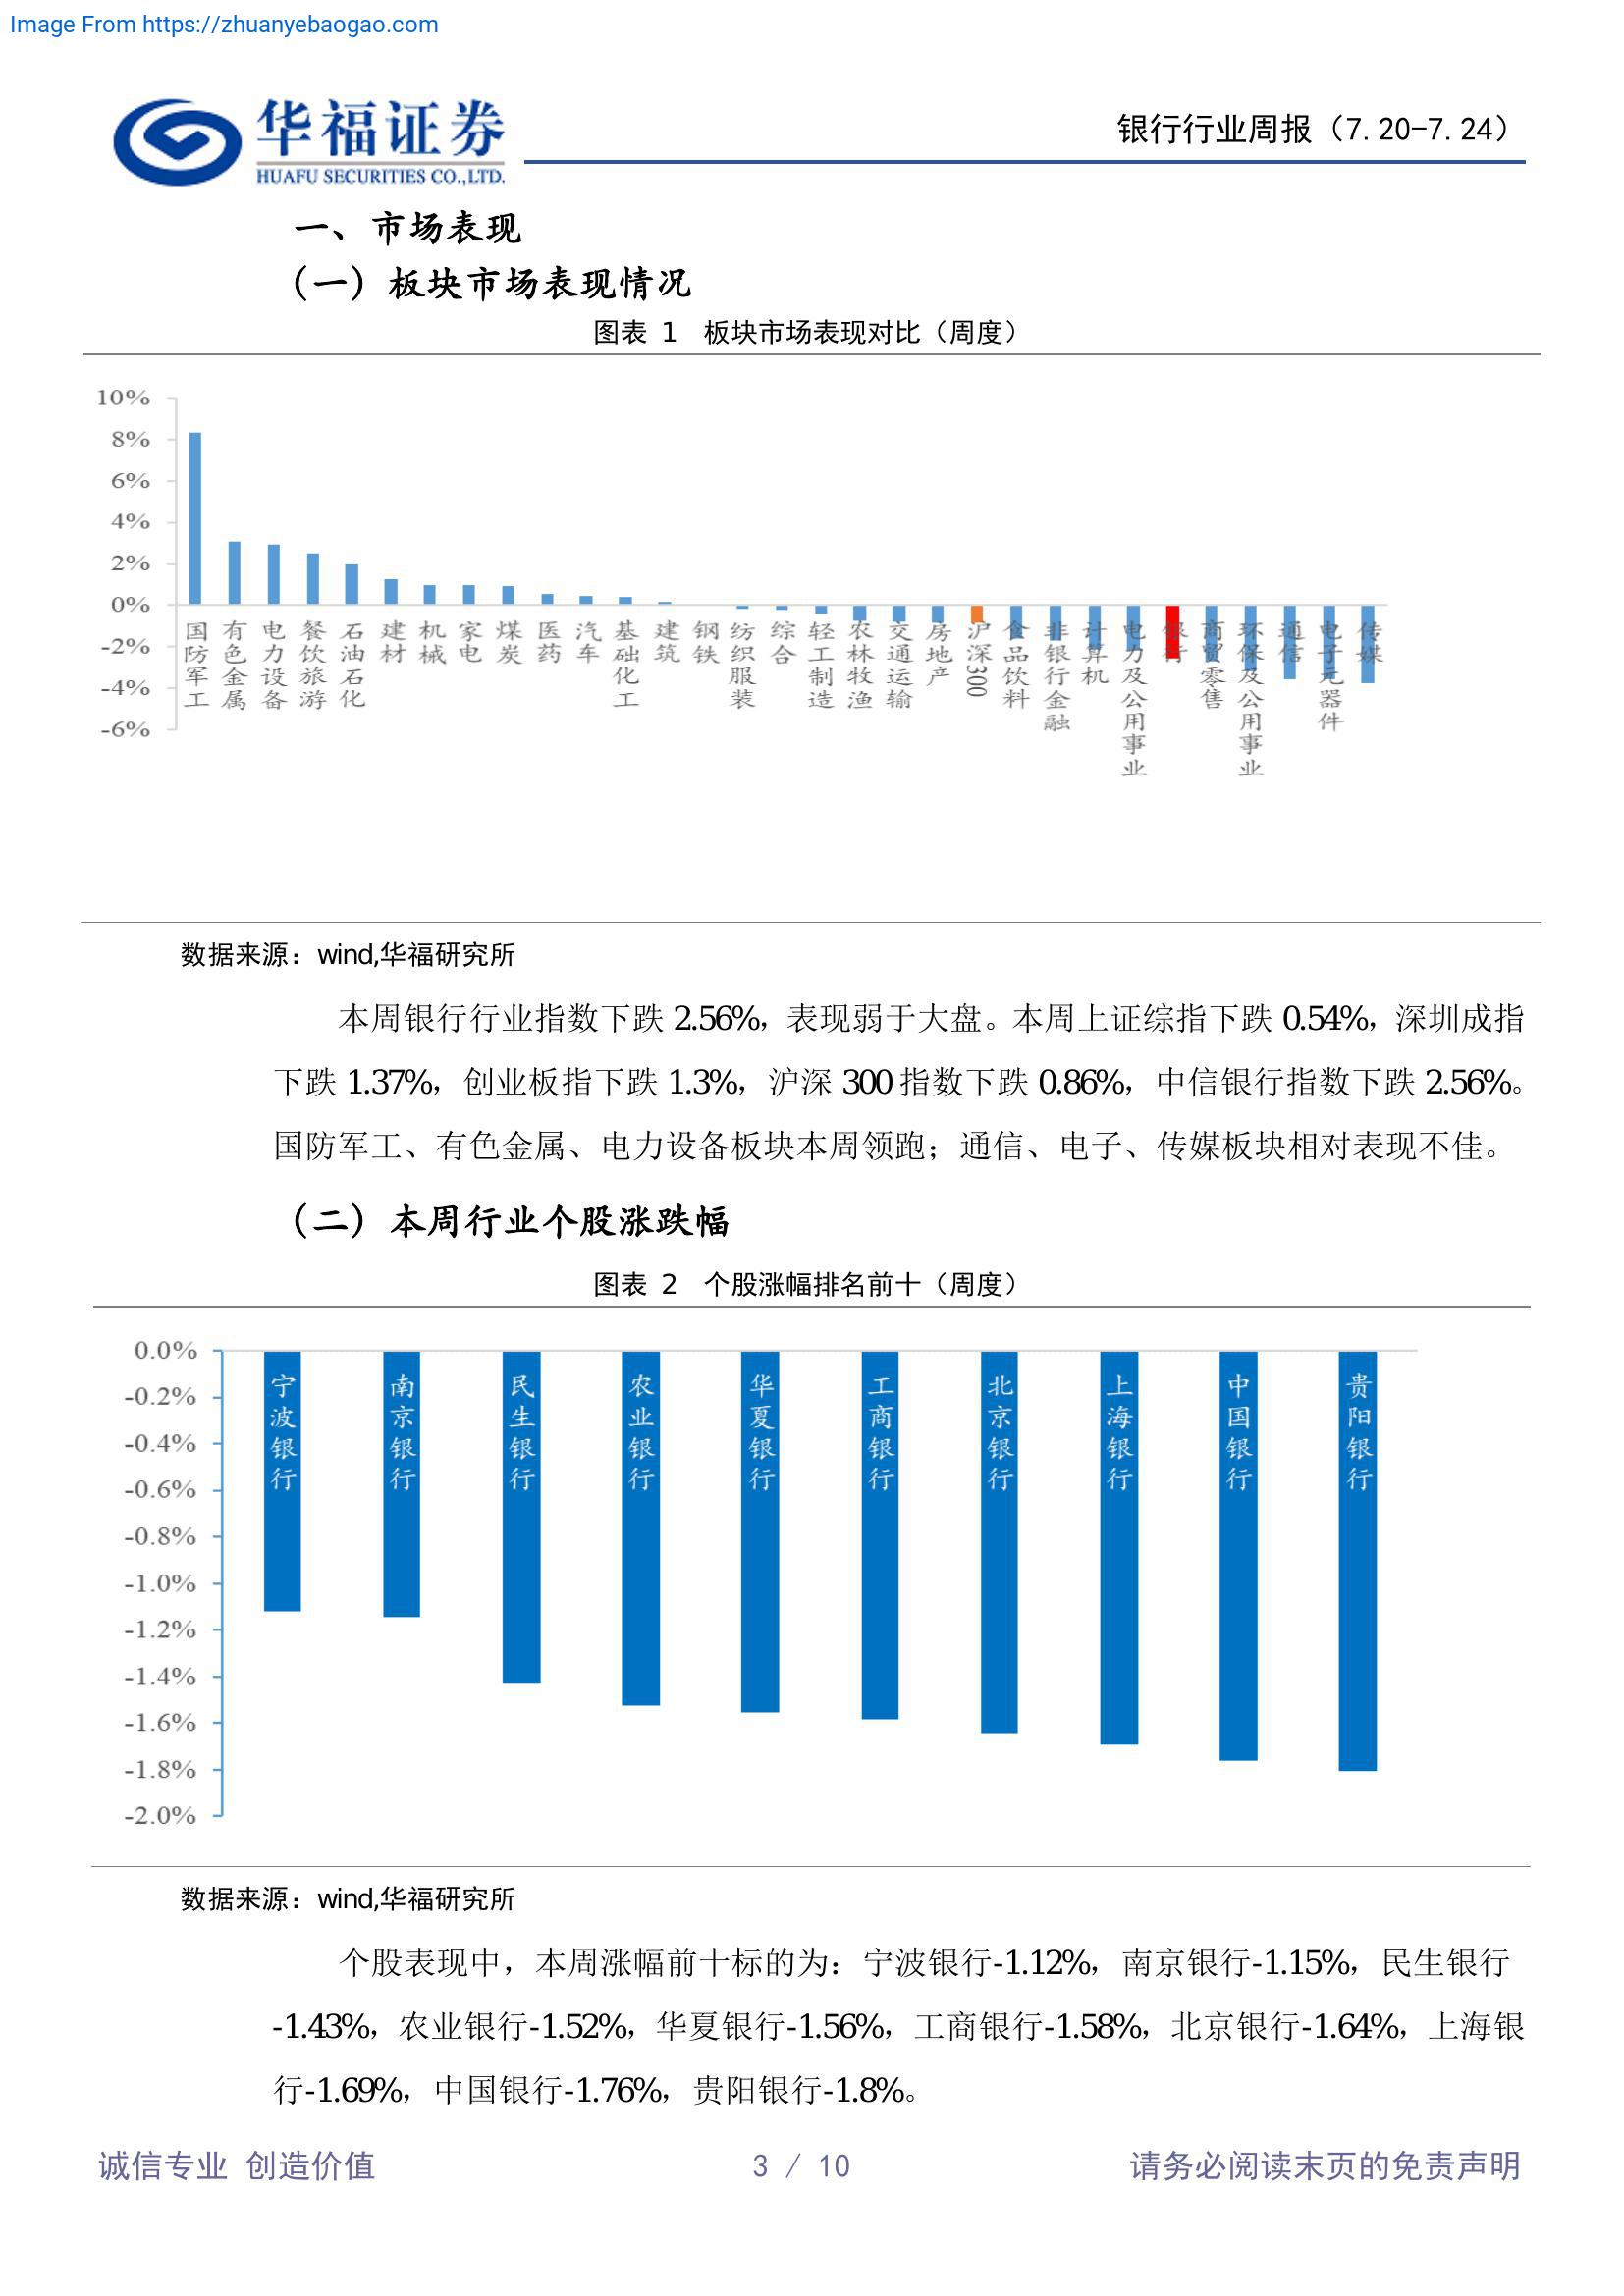 Image From https://zhuanyebaogao.com
华福证券
HUAFU SECURITIES CO.,LTD.
银行行业周报（7.20-7.24）
一、市场表现
（一）板块市场表现情况
图表 1 板块市场表现对比（周度）
10%
8%
6%
4%
2%
0%
-2%
-4%
-6%
国防军工
有色金属
电力设备
餐饮旅游
石油石化
建材
机械
家电
煤炭
医药
汽车
基础化工
建筑
钢铁
纺织服装
综合
轻工制造
农林牧渔
交通运输
房地产
沪深300
食品饮料
非银行金融
计算机
电力及公用事业
银行
商贸零售
环保及公用事业
通信
电子元器件
传媒
数据来源：wind,华福研究所
本周银行行业指数下跌 2.56%，表现弱于大盘。本周上证综指下跌 0.54%，深圳成指
下跌 1.37%，创业板指下跌 1.3%，沪深 300 指数下跌 0.86%，中信银行指数下跌 2.56%。
国防军工、有色金属、电力设备板块本周领跑；通信、电子、传媒板块相对表现不佳。
（二）本周行业个股涨跌幅
图表 2 个股涨幅排名前十（周度）
0.0%
-0.2%
-0.4%
-0.6%
-0.8%
-1.0%
-1.2%
-1.4%
-1.6%
-1.8%
-2.0%
宁波银行
南京银行
民生银行
农业银行
华夏银行
工商银行
北京银行
上海银行
中国银行
贵阳银行
数据来源：wind,华福研究所
个股表现中，本周涨幅前十标的为：宁波银行-1.12%，南京银行-1.15%，民生银行
-1.43%，农业银行-1.52%，华夏银行-1.56%，工商银行-1.58%，北京银行-1.64%，上海银
行-1.69%，中国银行-1.76%，贵阳银行-1.8%。
诚信专业 创造价值
3 / 10
请务必阅读末页的免责声明